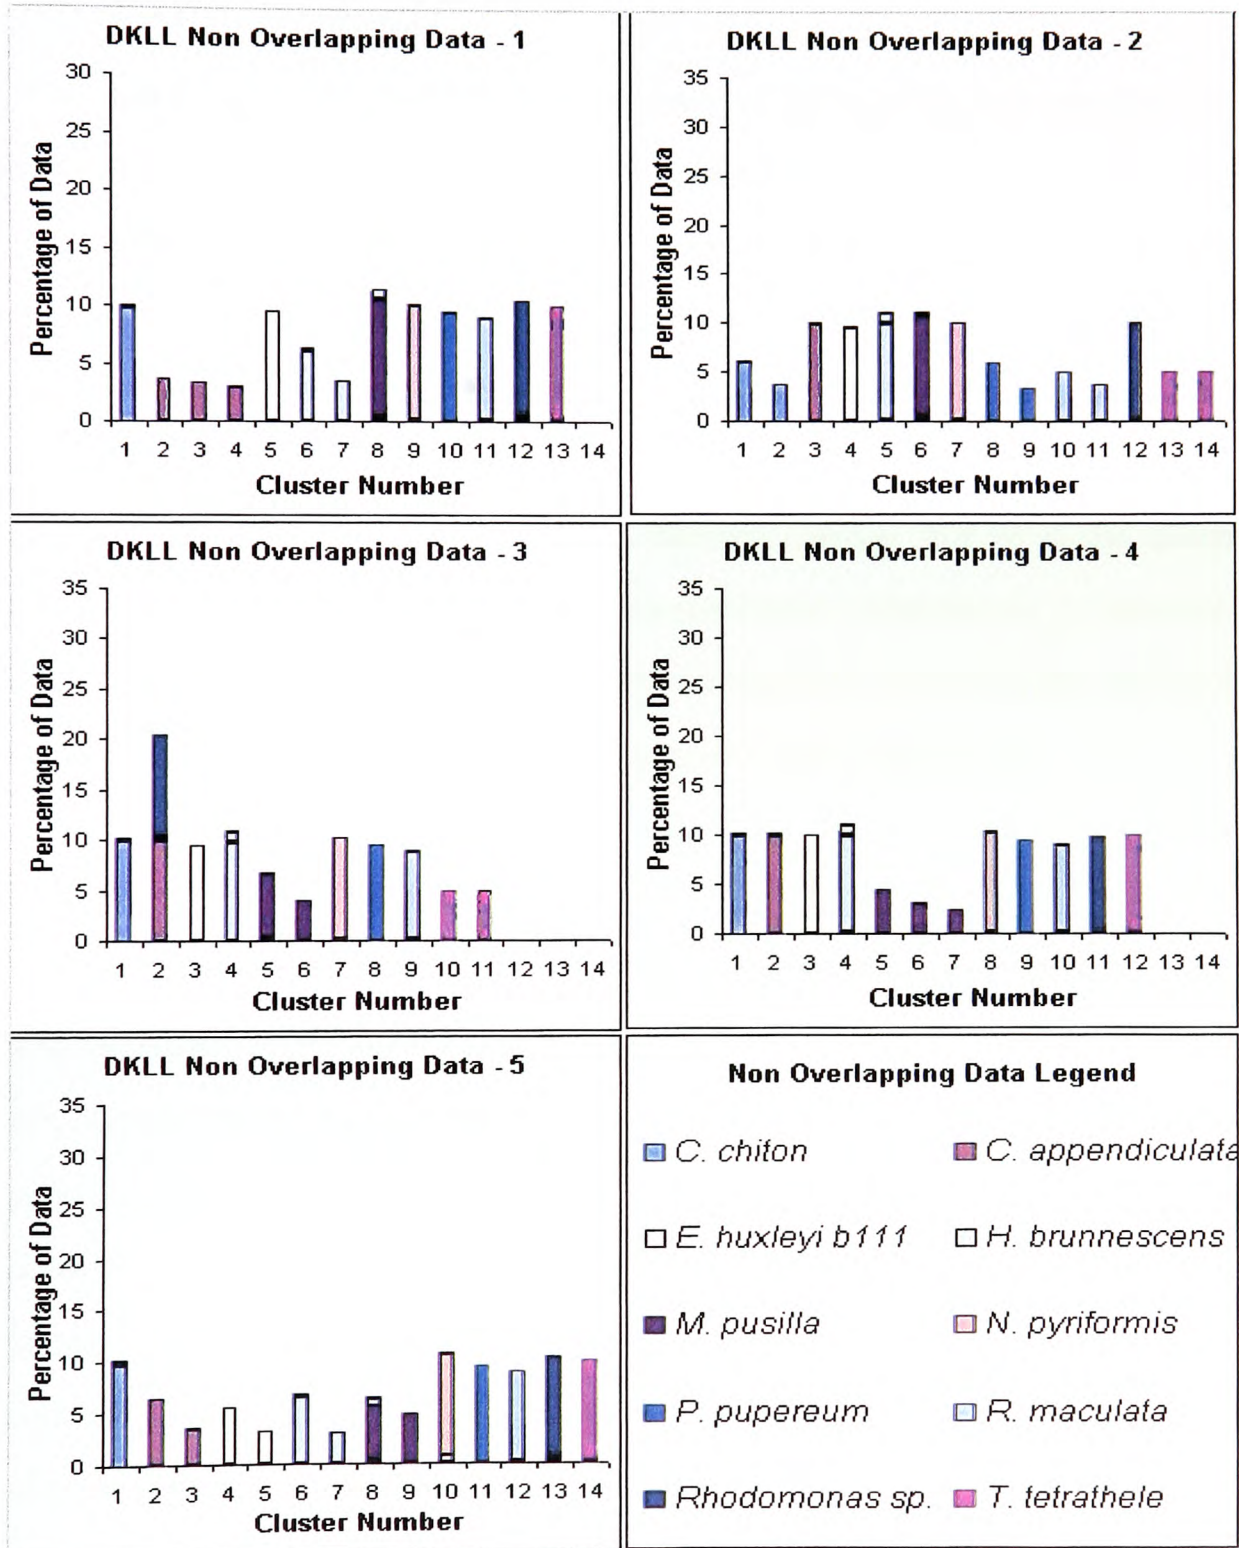 DKLL Non Overlapping Data - 1
Percentage of Data
30
25
20
15
10
5
0
1 2 3 4 5 6 7 8 9 10 11 12 13 14
Cluster Number
DKLL Non Overlapping Data - 2
Percentage of Data
35
30
25
20
15
10
5
0
1 2 3 4 5 6 7 8 9 10 11 12 13 14
Cluster Number
DKLL Non Overlapping Data - 3
Percentage of Data
35
30
25
20
15
10
5
0
1 2 3 4 5 6 7 8 9 10 11 12 13 14
Cluster Number
DKLL Non Overlapping Data - 4
Percentage of Data
35
30
25
20
15
10
5
0
1 2 3 4 5 6 7 8 9 10 11 12 13 14
Cluster Number
DKLL Non Overlapping Data - 5
Percentage of Data
35
30
25
20
15
10
5
0
1 2 3 4 5 6 7 8 9 10 11 12 13 14
Cluster Number
Non Overlapping Data Legend
C. chiton C. appendiculata
E. huxleyi b111 H. brunnescens
M. pusilla N. pyriformis
P. pupereum R. maculata
Rhodomonas sp. T. tetrathele